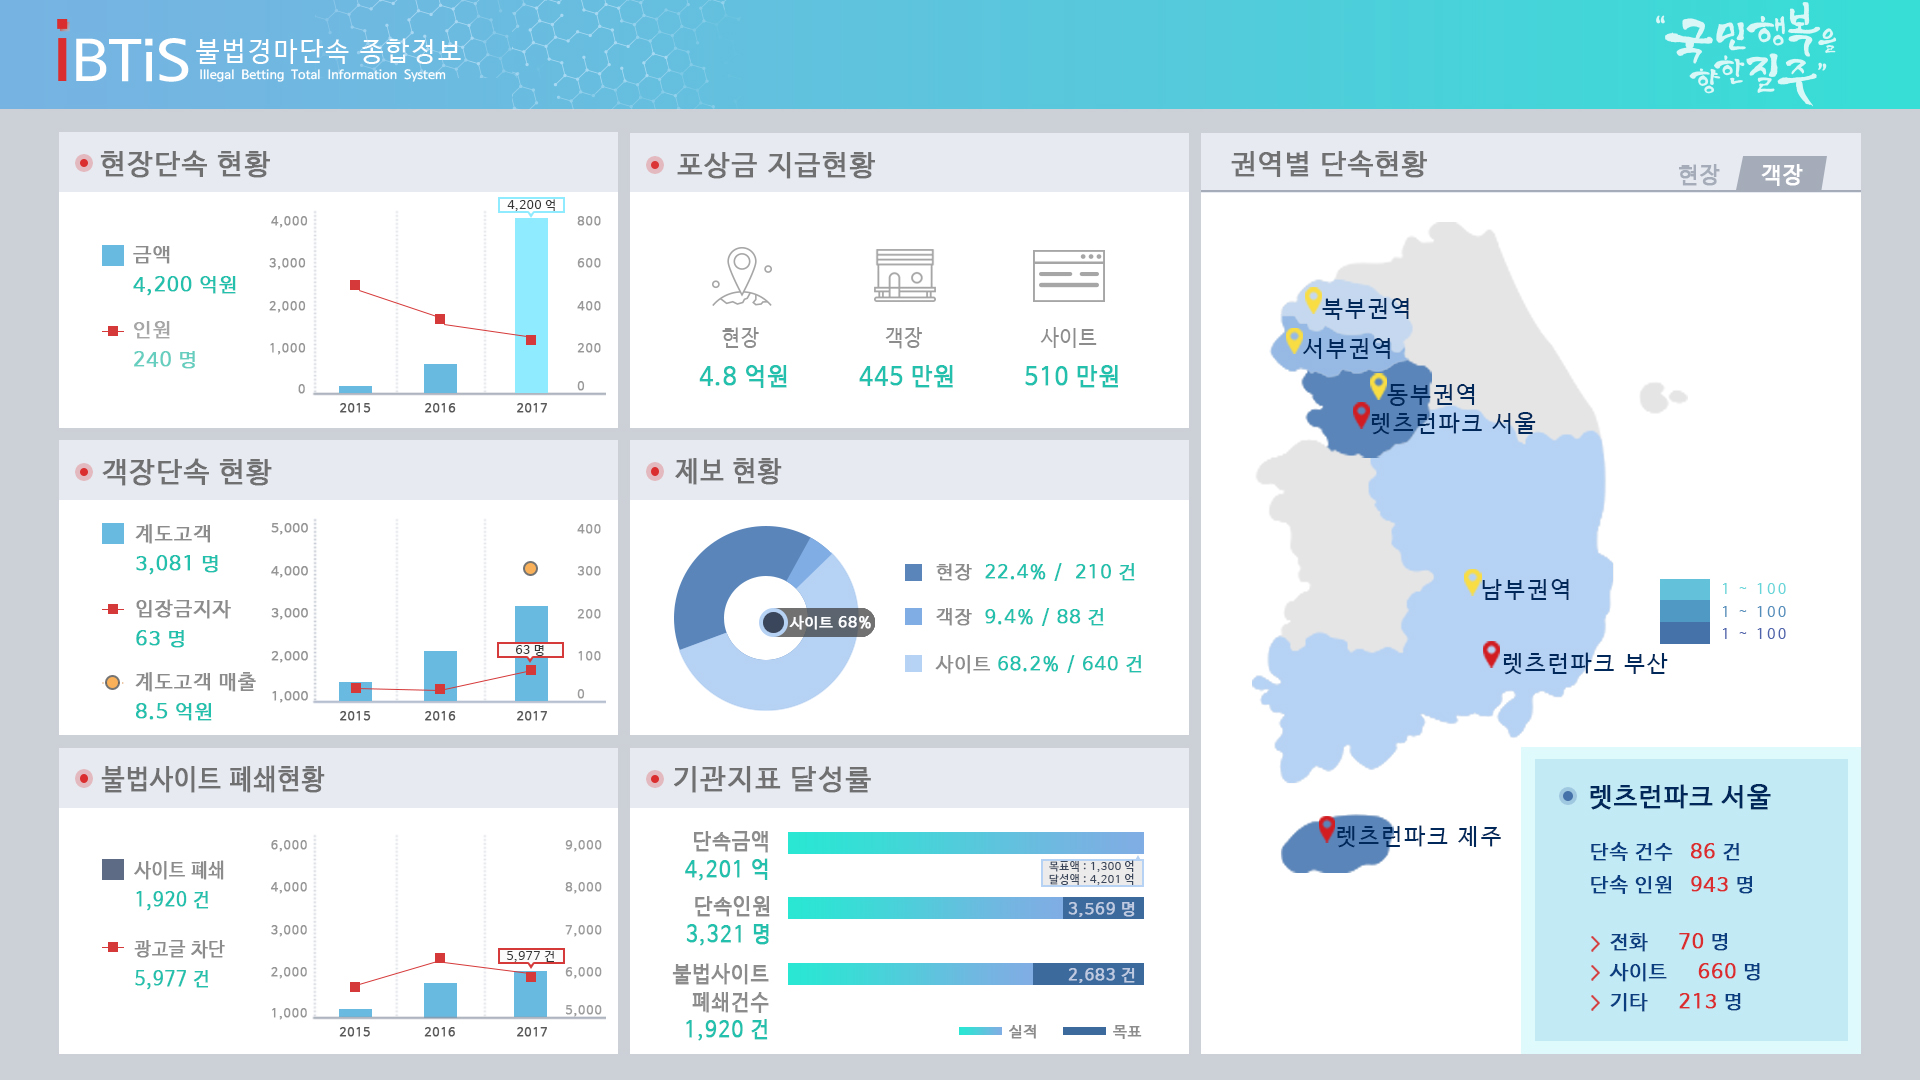 iBTiS 불법경마단속 종합정보
Illegal Betting Total Information System
“국민행복을
향한질주”
현장단속 현황
금액
4,200 억원
인원
240 명
4,000
3,000
2,000
1,000
0
4,200 억
800
600
400
200
0
2015 2016 2017
포상금 지급현황
현장
4.8 억원
객장
445 만원
사이트
510 만원
권역별 단속현황
현장 객장
북부권역
서부권역
동부권역
렛츠런파크 서울
남부권역
렛츠런파크 부산
렛츠런파크 제주
1 ~ 100
1 ~ 100
1 ~ 100
객장단속 현황
계도고객
3,081 명
입장금지자
63 명
계도고객 매출
8.5 억원
5,000
4,000
3,000
2,000
1,000
63 명
400
300
200
100
0
2015 2016 2017
제보 현황
사이트 68%
현장 22.4% / 210 건
객장 9.4% / 88 건
사이트 68.2% / 640 건
불법사이트 폐쇄현황
사이트 폐쇄
1,920 건
광고글 차단
5,977 건
6,000
4,000
3,000
2,000
1,000
5,977 건
9,000
8,000
7,000
6,000
5,000
2015 2016 2017
기관지표 달성률
단속금액
4,201 억
목표액 : 1,300 억
달성액 : 4,201 억
단속인원
3,321 명
3,569 명
불법사이트
폐쇄건수
1,920 건
2,683 건
실적 목표
렛츠런파크 서울
단속 건수 86 건
단속 인원 943 명
전화 70 명
사이트 660 명
기타 213 명